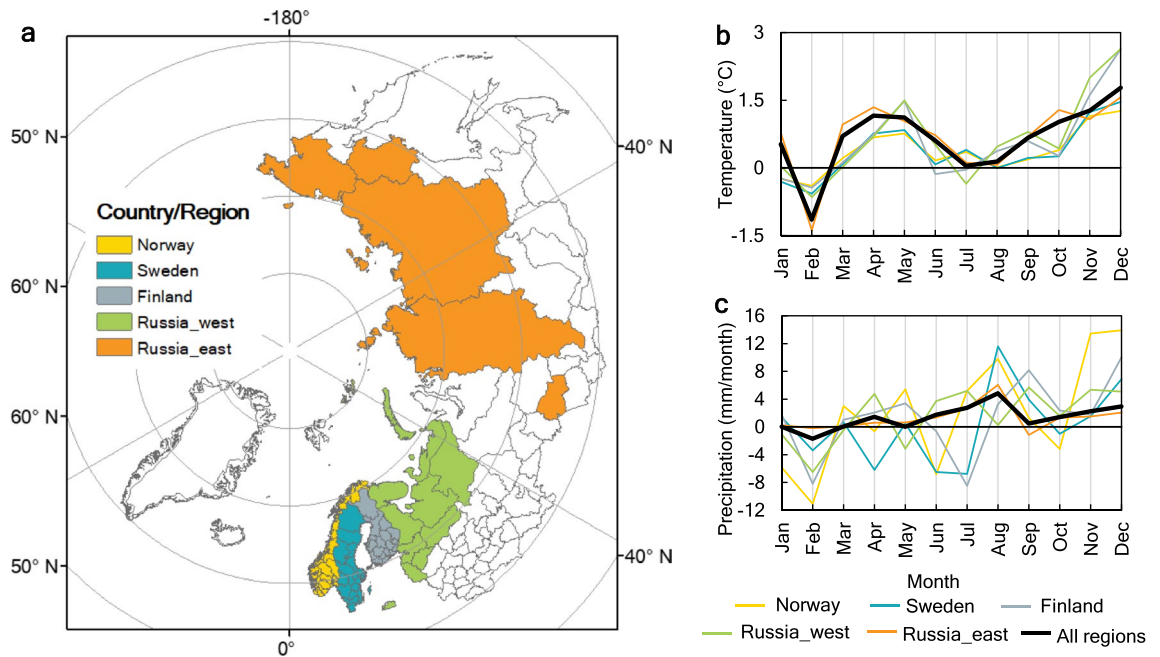 a
-180°
50° N
60° N
60° N
50° N
0°
40° N
40° N
Country/Region
Norway
Sweden
Finland
Russia_west
Russia_east
b
Temperature (°C)
3
1.5
0
-1.5
Jan Feb Mar Apr May Jun Jul Aug Sep Oct Nov Dec
c
Precipitation (mm/month)
16
12
8
4
0
-4
-8
-12
Jan Feb Mar Apr May Jun Jul Aug Sep Oct Nov Dec
Month
Norway Sweden Finland
Russia_west Russia_east All regions